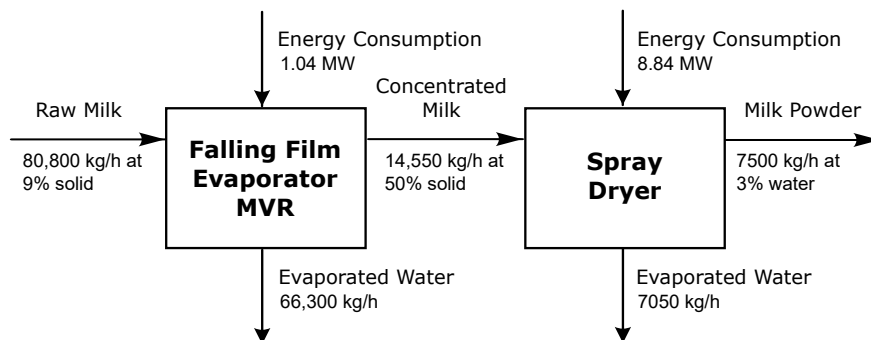 Energy Consumption
1.04 MW
Energy Consumption
8.84 MW
Raw Milk
Concentrated
Milk
Milk Powder
80,800 kg/h at
9% solid
Falling Film
Evaporator
MVR
14,550 kg/h at
50% solid
Spray
Dryer
7500 kg/h at
3% water
Evaporated Water
66,300 kg/h
Evaporated Water
7050 kg/h